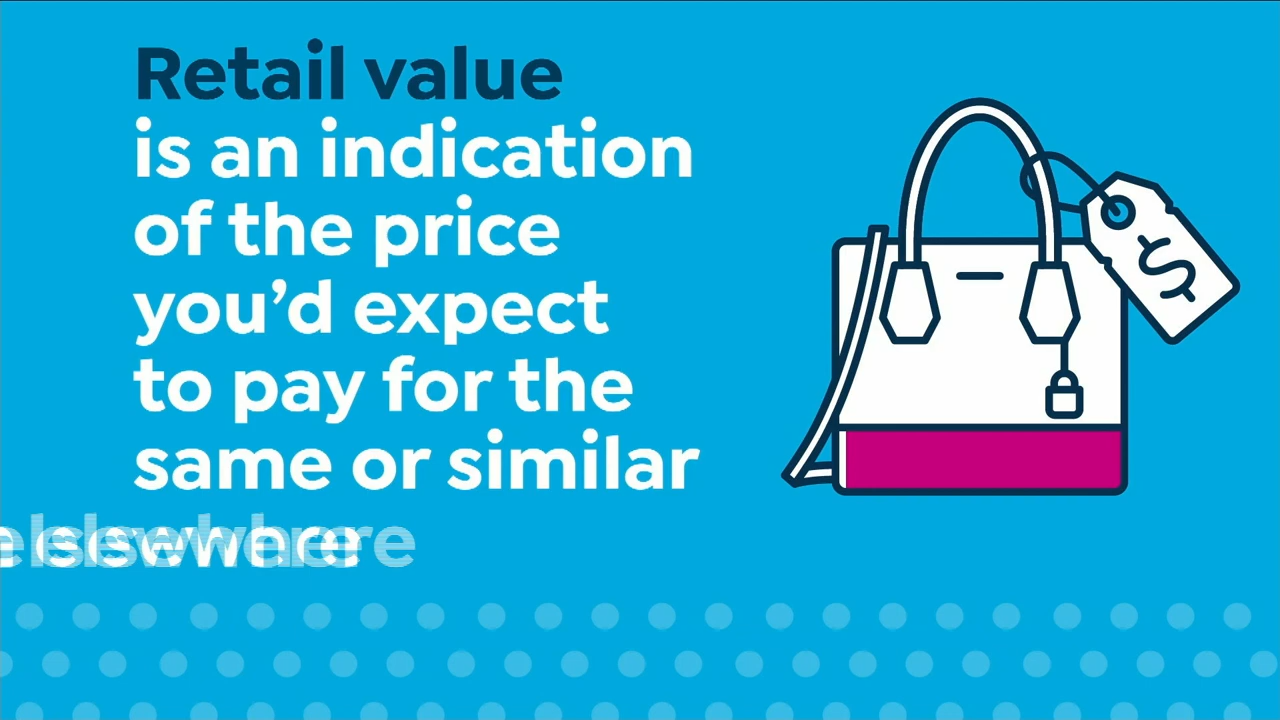 Retail value
is an indication
of the price
you’d expect
to pay for the
same or similar
elsewhere
$